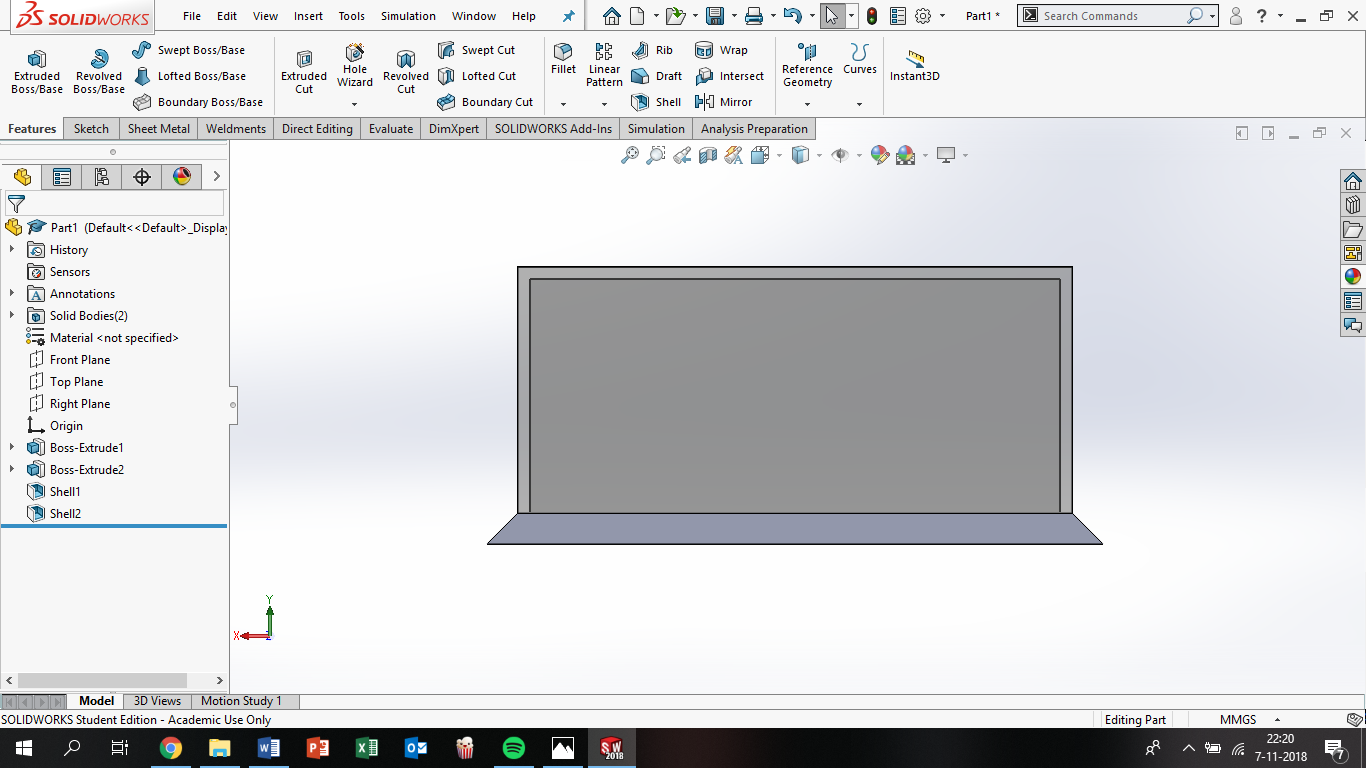 SOLIDWORKS File Edit View Insert Tools Simulation Window Help Part1 * Search Commands ?
Extruded Boss/Base
Revolved Boss/Base
Swept Boss/Base
Lofted Boss/Base
Boundary Boss/Base
Extruded Cut
Hole Wizard
Revolved Cut
Swept Cut
Lofted Cut
Boundary Cut
Fillet
Linear Pattern
Rib
Draft
Shell
Wrap
Intersect
Mirror
Reference Geometry
Curves
Instant3D
Features Sketch Sheet Metal Weldments Direct Editing Evaluate DimXpert SOLIDWORKS Add-Ins Simulation Analysis Preparation
Part1 (Default<<Default>_Display
History
Sensors
Annotations
Solid Bodies(2)
Material <not specified>
Front Plane
Top Plane
Right Plane
Origin
Boss-Extrude1
Boss-Extrude2
Shell1
Shell2
Y
X
Model 3D Views Motion Study 1
SOLIDWORKS Student Edition - Academic Use Only Editing Part MMGS
22:20
7-11-2018
7
SW
2018